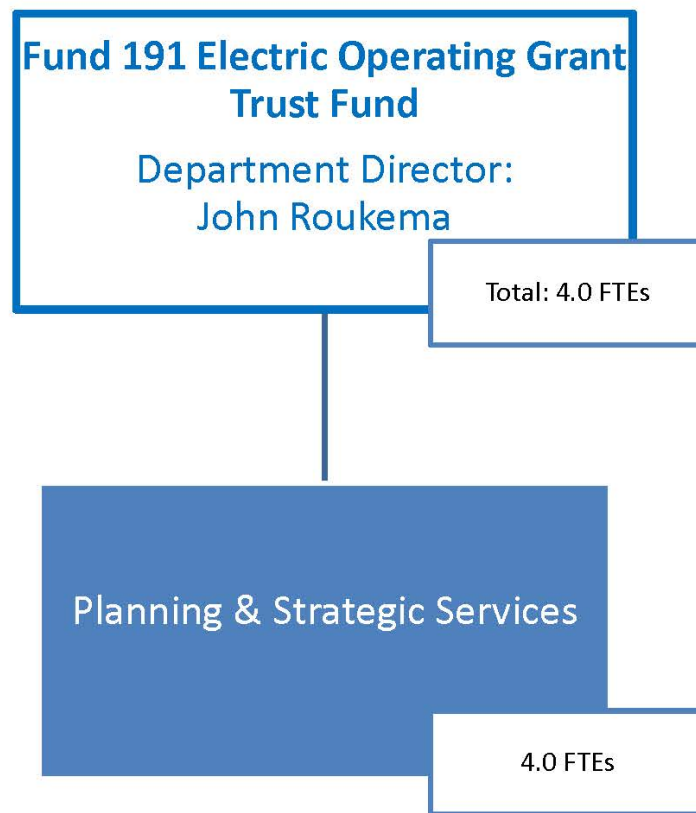 Fund 191 Electric Operating Grant
Trust Fund
Department Director:
John Roukema
Total: 4.0 FTEs
Planning & Strategic Services
4.0 FTEs